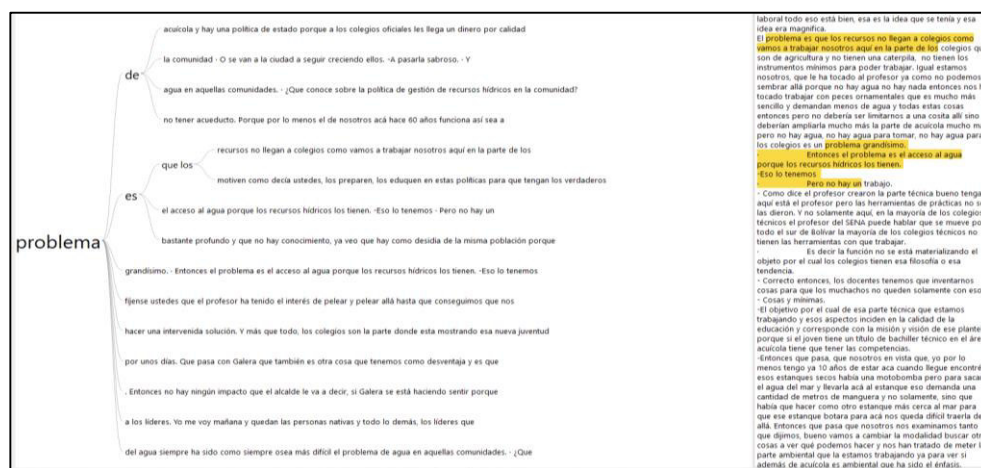 acuícola y hay una política de estado porque a los colegios oficiales les llega un dinero por calidad
la comunidad · O se van a la ciudad a seguir creciendo ellos. -A pasarla sabroso. · Y
de
agua en aquellas comunidades. · ¿Que conoce sobre la política de gestión de recursos hídricos en la comunidad?
no tener acueducto. Porque por lo menos el de nosotros acá hace 60 años funciona así sea a
recursos no llegan a colegios como vamos a trabajar nosotros aquí en la parte de los
que los
motiven como decía ustedes, los preparen, los eduquen en estas políticas para que tengan los verdaderos
es
el acceso al agua porque los recursos hídricos los tienen. -Eso lo tenemos · Pero no hay un
bastante profundo y que no hay conocimiento, ya veo que hay como desidia de la misma población porque
problema
grandísimo. · Entonces el problema es el acceso al agua porque los recursos hídricos los tienen. -Eso lo tenemos
fíjense ustedes que el profesor ha tenido el interés de pelear y pelear allá hasta que conseguimos que nos
hacer una intervenida solución. Y más que todo, los colegios son la parte donde esta mostrando esa nueva juventud
por unos días. Que pasa con Galera que también es otra cosa que tenemos como desventaja y es que
. Entonces no hay ningún impacto que el alcalde le va a decir, si Galera se está haciendo sentir porque
a los líderes. Yo me voy mañana y quedan las personas nativas y todo lo demás, los líderes que
del agua siempre ha sido como siempre osea más difícil el problema de agua en aquellas comunidades. · ¿Que
laboral todo eso está bien, esa es la idea que se tenía y esa
idea era magnifica.
El problema es que los recursos no llegan a colegios como
vamos a trabajar nosotros aquí en la parte de los colegios qu
son de agricultura y no tienen una caterpila, no tienen los
instrumentos mínimos para poder trabajar. Igual estamos
nosotros, que le ha tocado al profesor ya como no podemos
sembrar allá porque no hay agua no hay nada entonces nos h
tocado trabajar con peces ornamentales que es mucho más
sencillo y demandan menos de agua y todas estas cosas
entonces pero no debería ser limitarnos a una cosita allí sino
deberían ampliarla mucho más la parte de acuícola mucho má
pero no hay agua, no hay agua para tomar, no hay agua para
los colegios es un problema grandísimo.
· Entonces el problema es el acceso al agua
porque los recursos hídricos los tienen.
-Eso lo tenemos
· Pero no hay un trabajo.
- Como dice el profesor crearon la parte técnica bueno tenga
aquí está el profesor pero las herramientas de prácticas no se
las dieron. Y no solamente aquí, en la mayoría de los colegios
técnicos el profesor del SENA puede hablar que se mueve po
todo el sur de Bolívar la mayoría de los colegios técnicos no
tienen las herramientas con que trabajar.
· Es decir la función no se está materializando el
objeto por el cual los colegios tienen esa filosofía o esa
tendencia.
- Correcto entonces, los docentes tenemos que inventarnos
cosas para que los muchachos no queden solamente con eso
- Cosas y mínimas.
-El objetivo por el cual de esa parte técnica que estamos
trabajando y esos aspectos inciden en la calidad de la
educación y corresponde con la misión y visión de ese plante
porque si el joven tiene un título de bachiller técnico en el áre
acuícola tiene que tener las competencias.
-Entonces que pasa, que nosotros en vista que, yo por lo
menos tengo ya 10 años de estar aca cuando llegue encontré
esos estanques secos había una motobomba pero para saca
el agua del mar y llevarla acá al estanque eso demanda una
cantidad de metros de manguera y no solamente, sino que
había que hacer como otro estanque más cerca al mar para
que ese estanque botara para acá nos queda difícil traerla de
allá. Entonces que pasa que nosotros nos examinamos tanto
que dijimos, bueno vamos a cambiar la modalidad buscar otr
cosas a ver qué podemos hacer y nos han tratado de meter l
parte ambiental que la estamos trabajando ya para ver si
además de acuícola es ambiental que ha sido el énfasis.